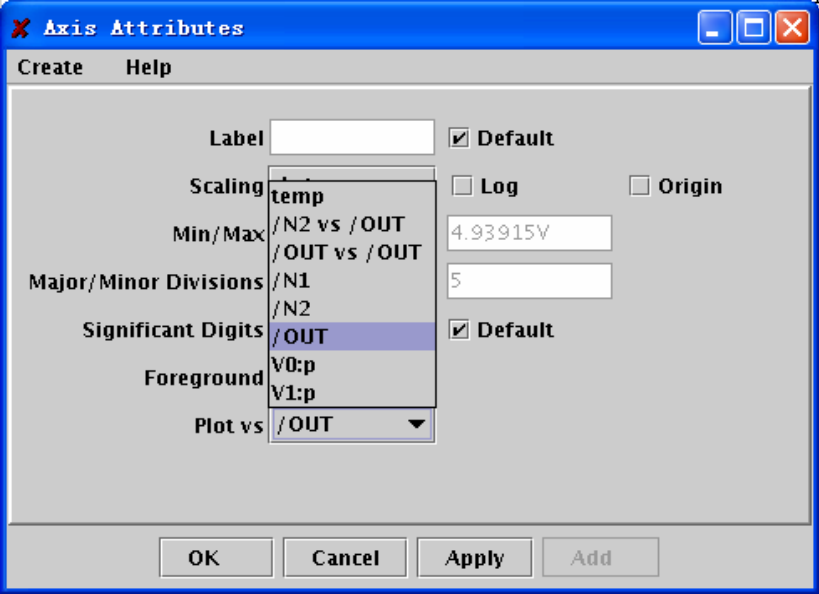 Axis Attributes
Create Help
Label Default
Scaling Log Origin
temp
/N2 vs /OUT
Min/Max 4.93915V
/OUT vs /OUT
Major/Minor Divisions /N1 5
/N2
Significant Digits /OUT Default
V0:p
Foreground
V1:p
Plot vs /OUT
OK Cancel Apply Add